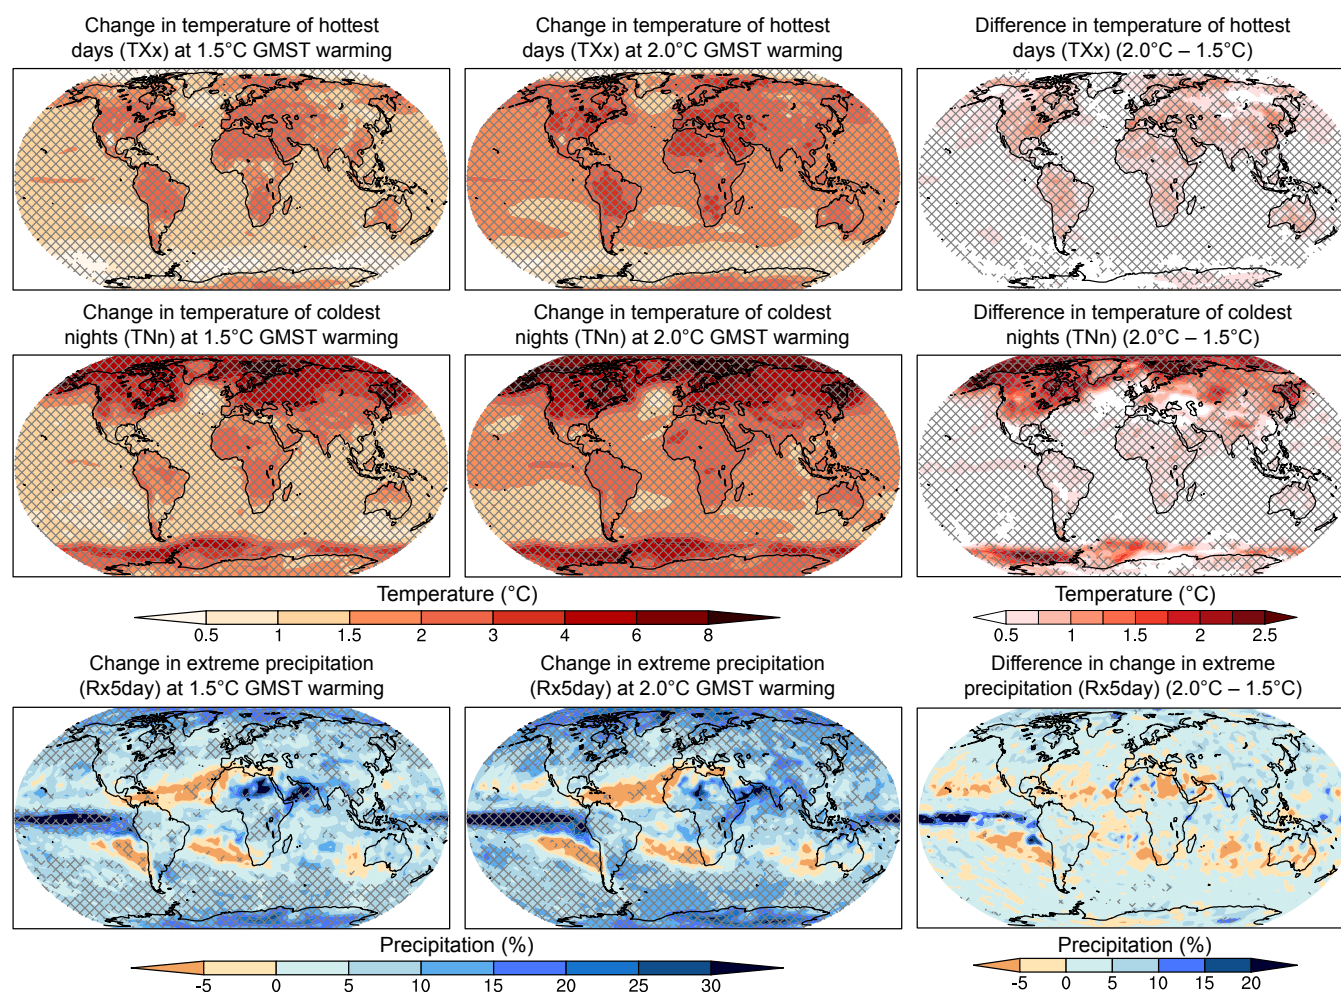 Change in temperature of hottest
days (TXx) at 1.5°C GMST warming
Change in temperature of hottest
days (TXx) at 2.0°C GMST warming
Difference in temperature of hottest
days (TXx) (2.0°C – 1.5°C)
Change in temperature of coldest
nights (TNn) at 1.5°C GMST warming
Change in temperature of coldest
nights (TNn) at 2.0°C GMST warming
Difference in temperature of coldest
nights (TNn) (2.0°C – 1.5°C)
Temperature (°C)
0.5 1 1.5 2 3 4 6 8
Temperature (°C)
0.5 1 1.5 2 2.5
Change in extreme precipitation
(Rx5day) at 1.5°C GMST warming
Change in extreme precipitation
(Rx5day) at 2.0°C GMST warming
Difference in change in extreme
precipitation (Rx5day) (2.0°C – 1.5°C)
Precipitation (%)
-5 0 5 10 15 20 25 30
Precipitation (%)
-5 0 5 10 15 20